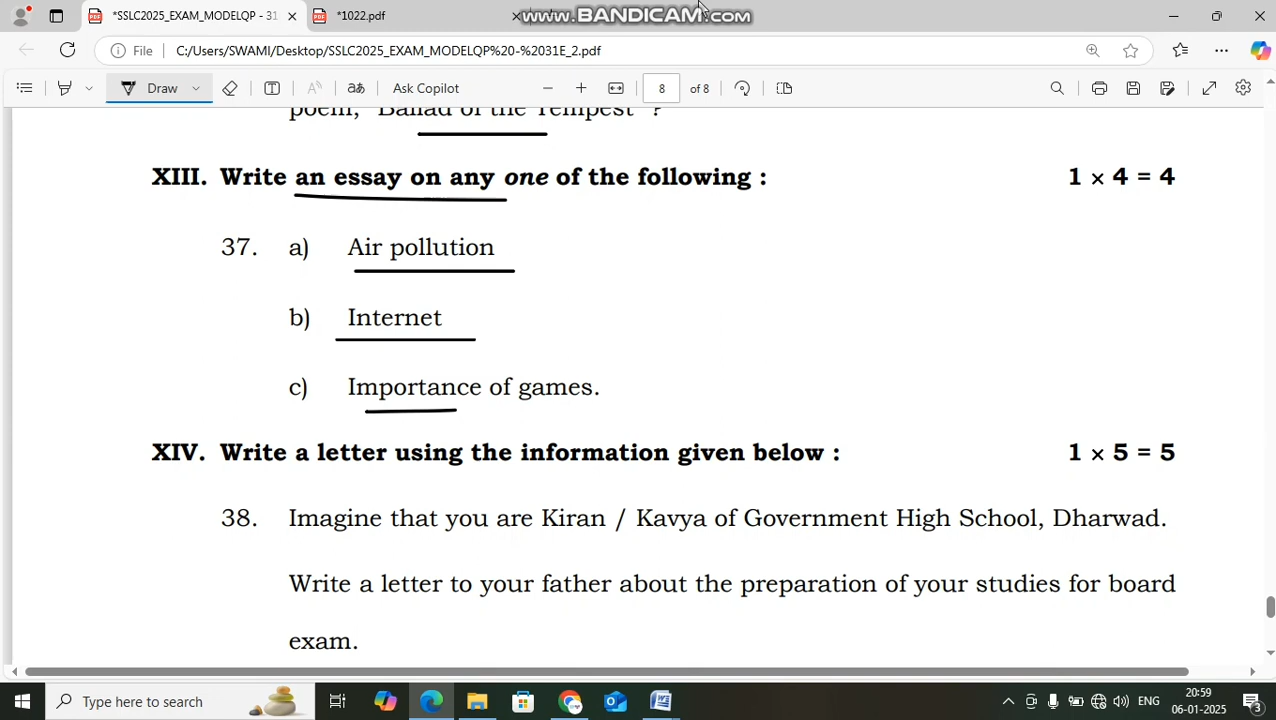 *SSLC2025_EXAM_MODELQP - 31
*1022.pdf
WWW.BANDICAM.COM
File C:/Users/SWAMI/Desktop/SSLC2025_EXAM_MODELQP%20-%2031E_2.pdf
Draw Ask Copilot 8 of 8
poem, "Ballad of the Tempest" ?
XIII. Write an essay on any one of the following : 1 × 4 = 4
37. a) Air pollution
b) Internet
c) Importance of games.
XIV. Write a letter using the information given below : 1 × 5 = 5
38. Imagine that you are Kiran / Kavya of Government High School, Dharwad.
Write a letter to your father about the preparation of your studies for board
exam.
Type here to search ENG 20:59
06-01-2025 3